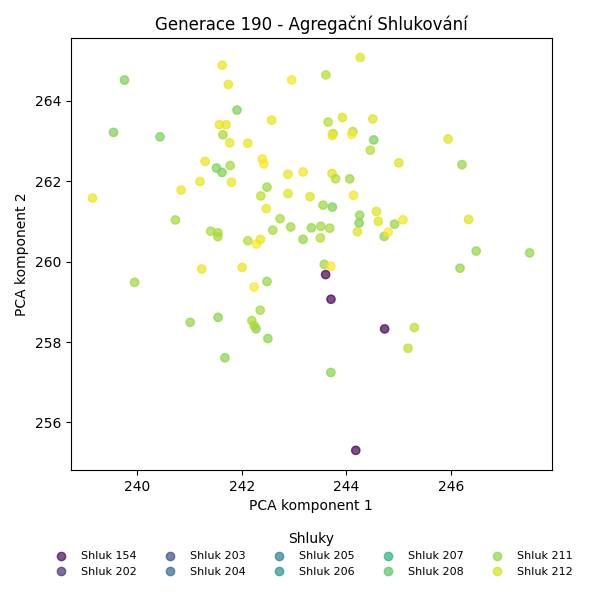 Generace 190 - Agregační Shlukování
PCA komponent 2
264
262
260
258
256
240 242 244 246
PCA komponent 1
Shluky
Shluk 154 Shluk 203 Shluk 205 Shluk 207 Shluk 211
Shluk 202 Shluk 204 Shluk 206 Shluk 208 Shluk 212